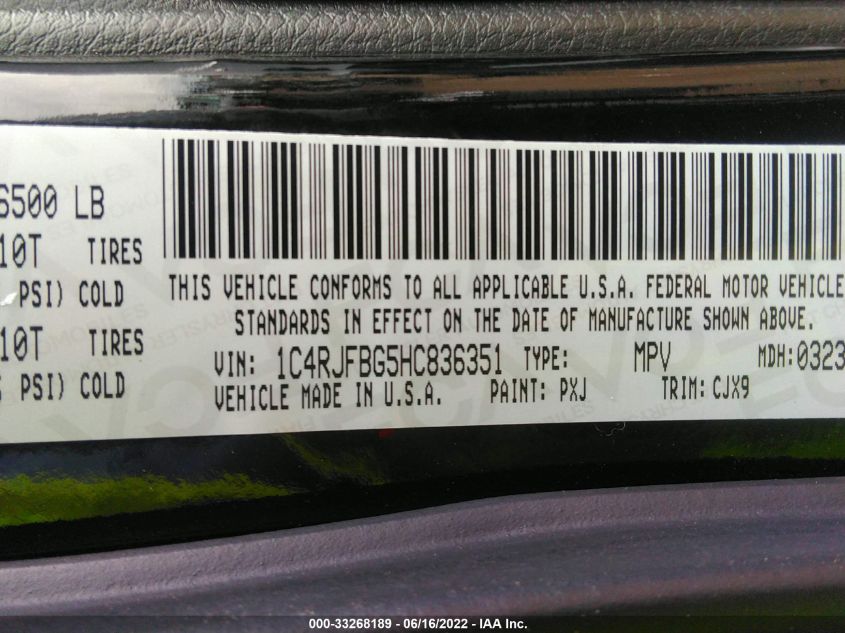 6500 LB
10T TIRES
PSI) COLD
THIS VEHICLE CONFORMS TO ALL APPLICABLE U.S.A. FEDERAL MOTOR VEHICLE
STANDARDS IN EFFECT ON THE DATE OF MANUFACTURE SHOWN ABOVE.
10T TIRES
VIN: 1C4RJFBG5HC836351 TYPE: MPV MDH:0323
PSI) COLD
VEHICLE MADE IN U.S.A. PAINT: PXJ TRIM: CJX9
000-33268189 - 06/16/2022 - IAA Inc.